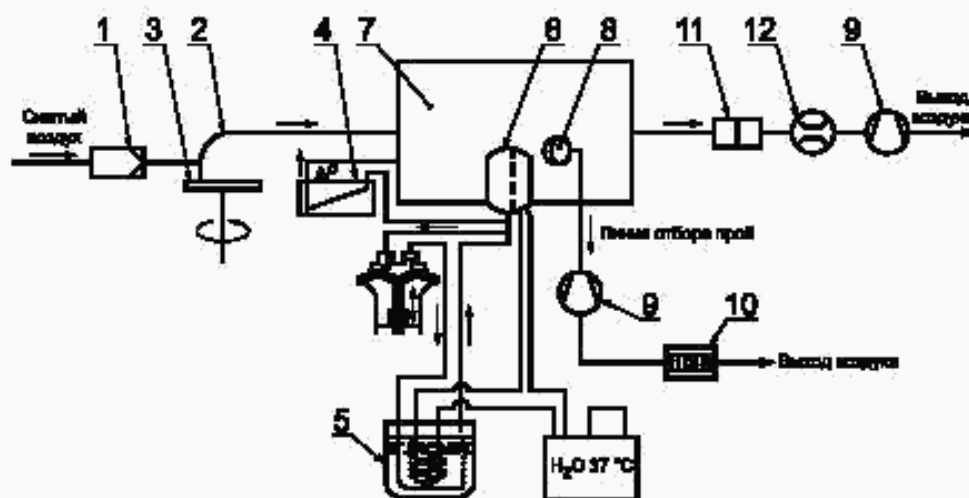 1 3 2 4 7 6 8 11 12 9
Сжатый
воздух
Выход
воздуха
ΔP
Линия отбора проб
9
10
Выход воздуха
5
H₂O 37 °C